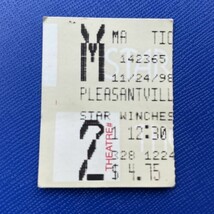 MA TIC
142365
11/24/98
PLEASANTVILL
STAR WINCHES
1 12:30
2
THEATRE#
328 1224
$ 4.75